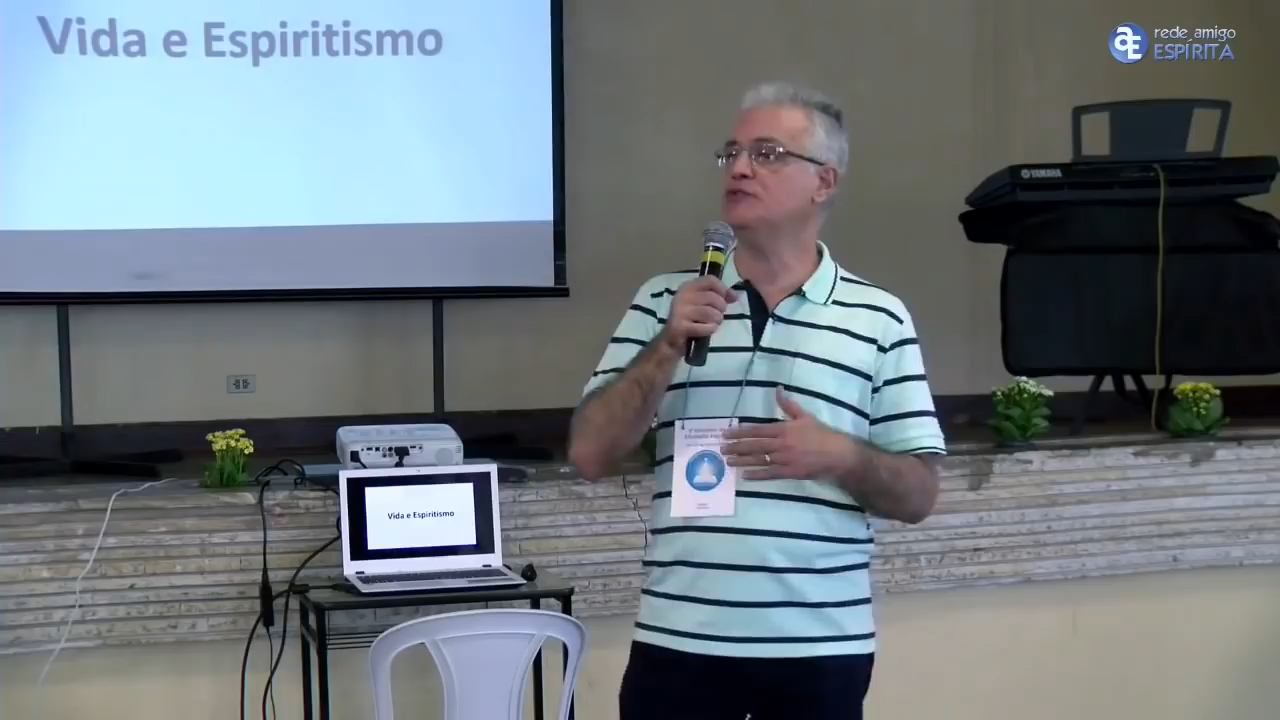 Vida e Espiritismo
rede amigo
ESPÍRITA
YAMAHA
Vida e Espiritismo